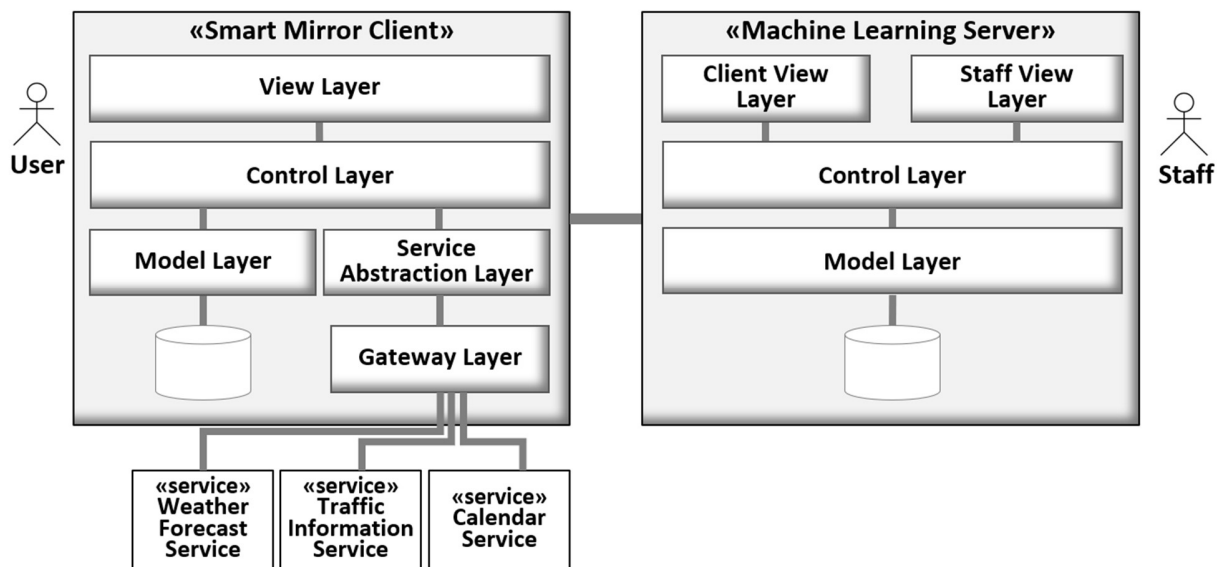 «Smart Mirror Client»
View Layer
Control Layer
Model Layer
Service
Abstraction Layer
Gateway Layer
User
«service»
Weather
Forecast
Service
«service»
Traffic
Information
Service
«service»
Calendar
Service
«Machine Learning Server»
Client View
Layer
Staff View
Layer
Control Layer
Model Layer
Staff